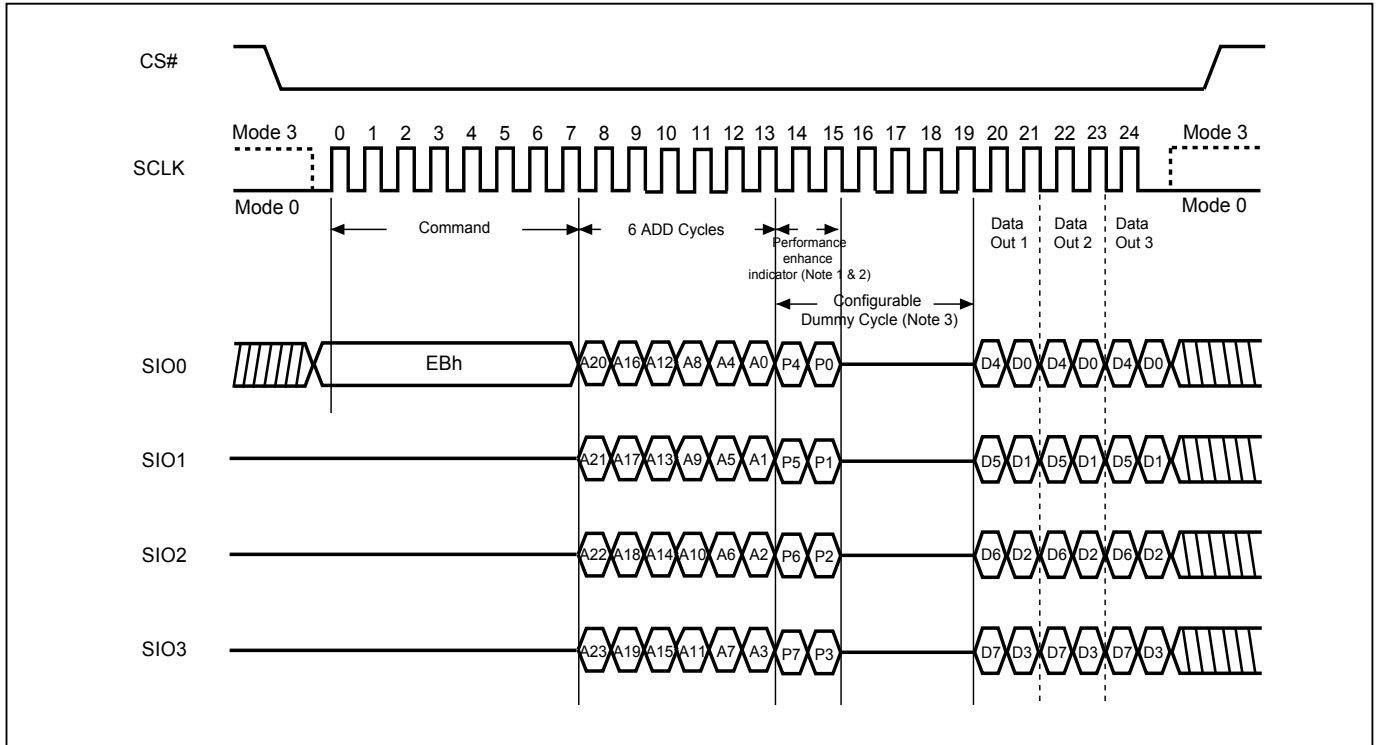 CS#
Mode 3 0 1 2 3 4 5 6 7 8 9 10 11 12 13 14 15 16 17 18 19 20 21 22 23 24 Mode 3
SCLK
Mode 0 Mode 0
Command 6 ADD Cycles Performance enhance indicator (Note 1 & 2) Data Out 1 Data Out 2 Data Out 3
Configurable
Dummy Cycle (Note 3)
SIO0 EBh A20 A16 A12 A8 A4 A0 P4 P0 D4 D0 D4 D0 D4 D0
SIO1 A21 A17 A13 A9 A5 A1 P5 P1 D5 D1 D5 D1 D5 D1
SIO2 A22 A18 A14 A10 A6 A2 P6 P2 D6 D2 D6 D2 D6 D2
SIO3 A23 A19 A15 A11 A7 A3 P7 P3 D7 D3 D7 D3 D7 D3